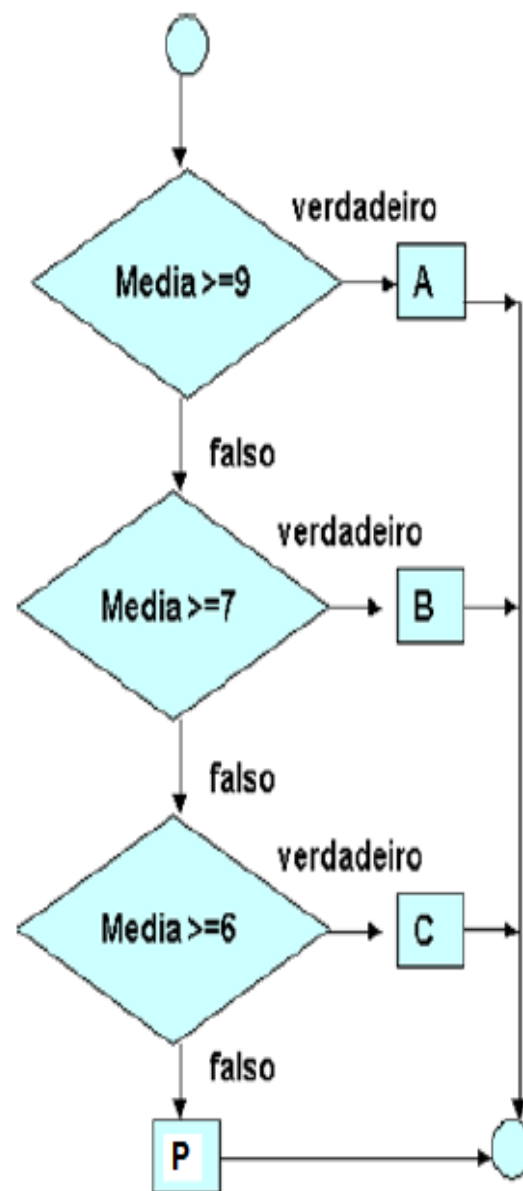 verdadeiro
Media >=9
A
falso
verdadeiro
Media >=7
B
falso
verdadeiro
Media >=6
C
falso
P